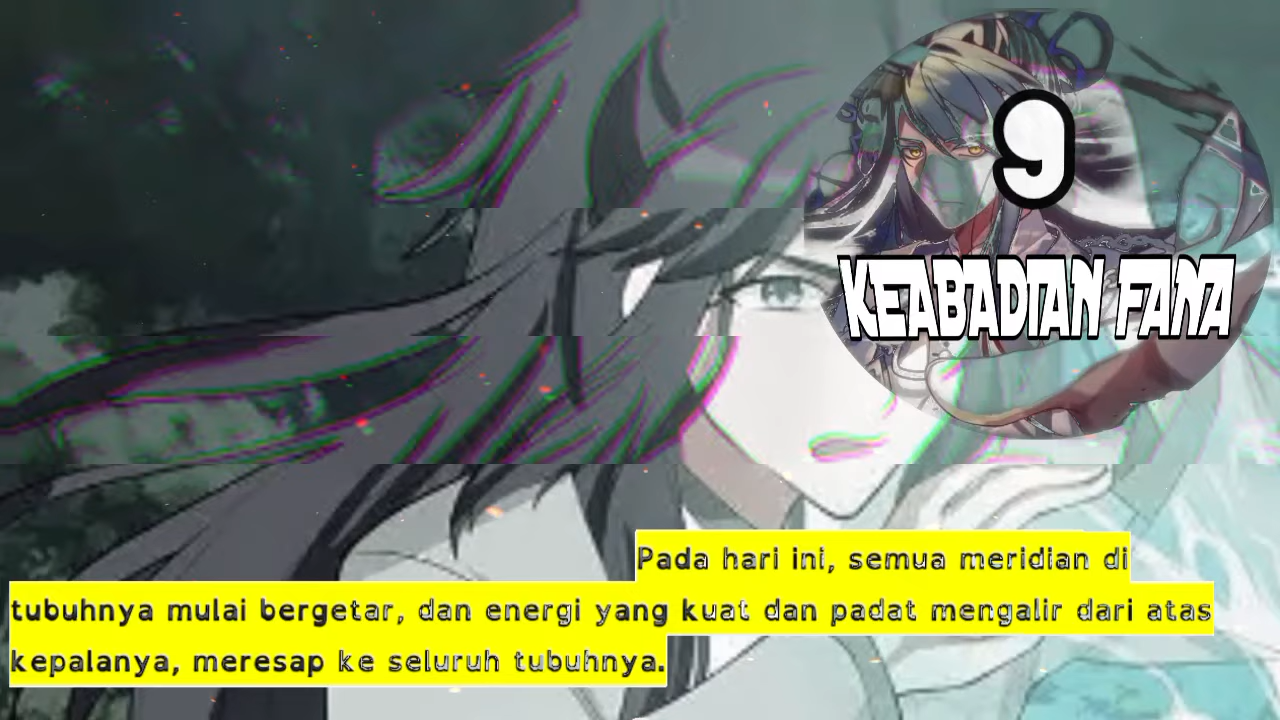 9
KEABADIAN FANA
Pada hari ini, semua meridian di
tubuhnya mulai bergetar, dan energi yang kuat dan padat mengalir dari atas
kepalanya, meresap ke seluruh tubuhnya.